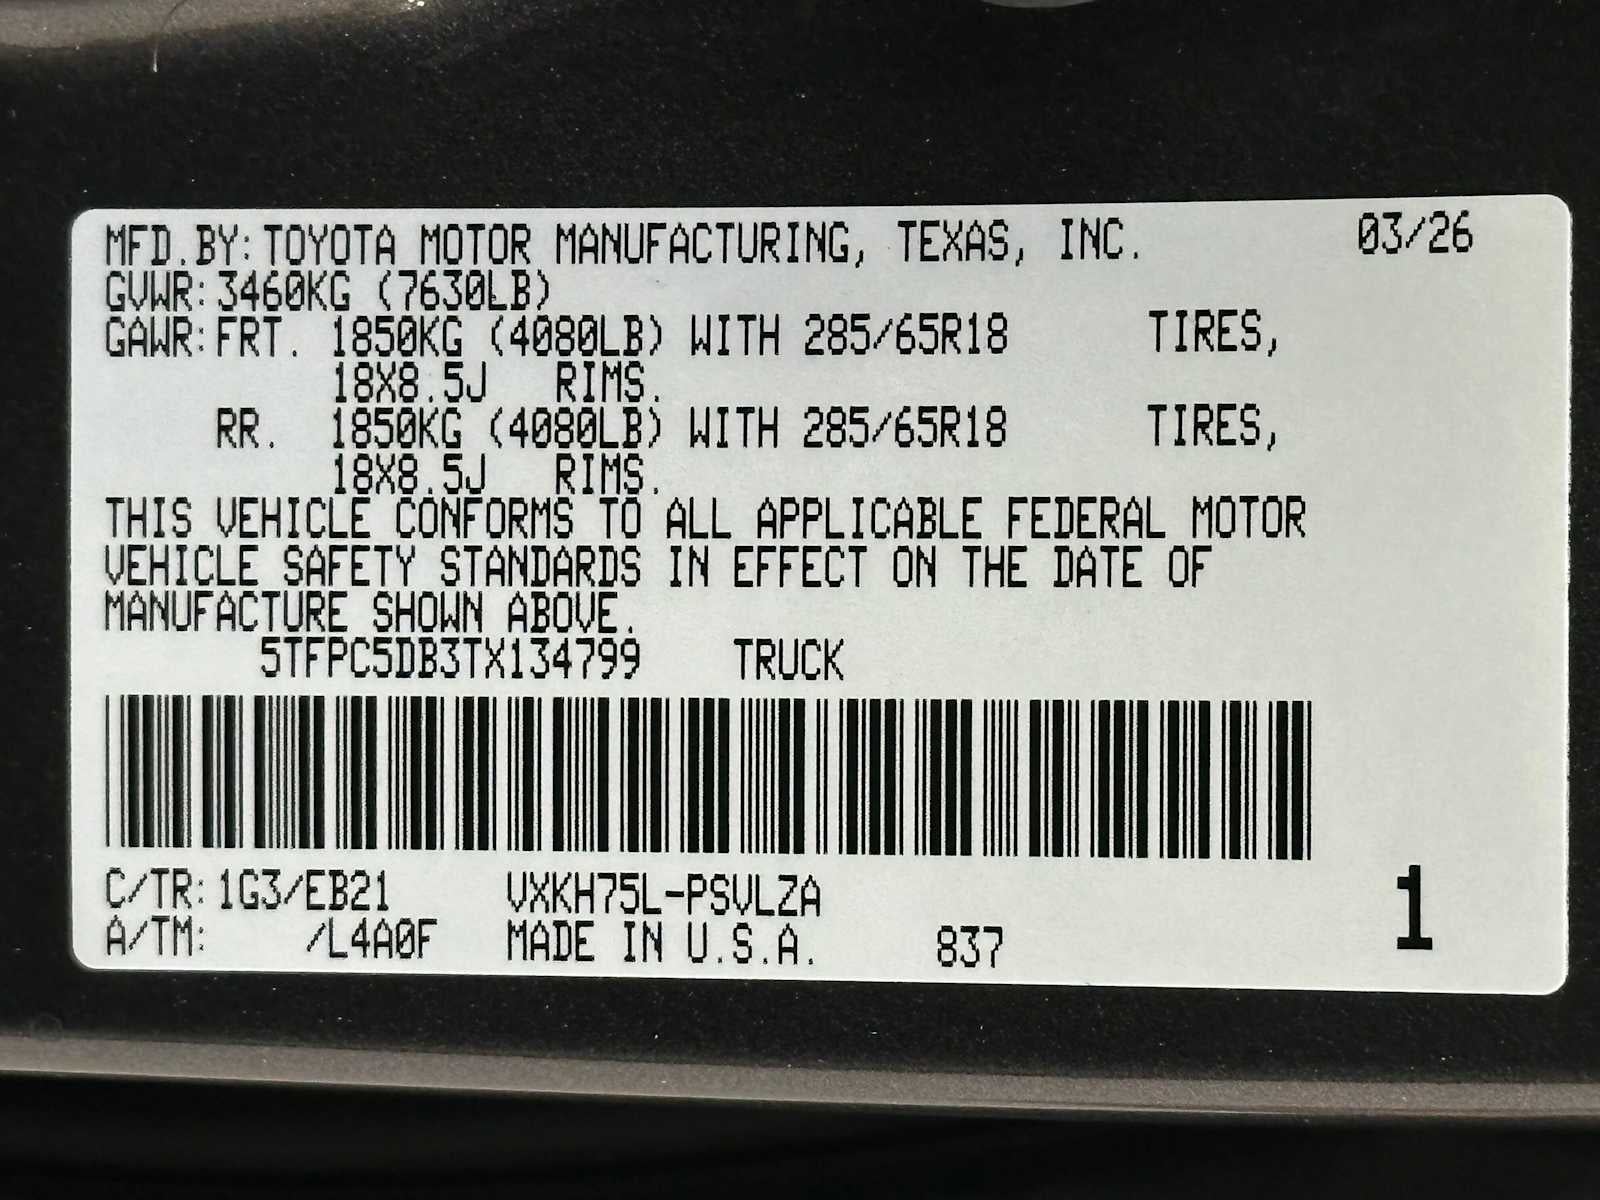 MFD.BY:TOYOTA MOTOR MANUFACTURING, TEXAS, INC. 03/26
GVWR:3460KG (7630LB)
GAWR:FRT. 1850KG (4080LB) WITH 285/65R18 TIRES,
18X8.5J RIMS.
RR. 1850KG (4080LB) WITH 285/65R18 TIRES,
18X8.5J RIMS.
THIS VEHICLE CONFORMS TO ALL APPLICABLE FEDERAL MOTOR
VEHICLE SAFETY STANDARDS IN EFFECT ON THE DATE OF
MANUFACTURE SHOWN ABOVE.
5TFPC5DB3TX134799 TRUCK
C/TR:1G3/EB21 VXKH75L-PSVLZA 1
A/TM: /L4A0F MADE IN U.S.A. 837